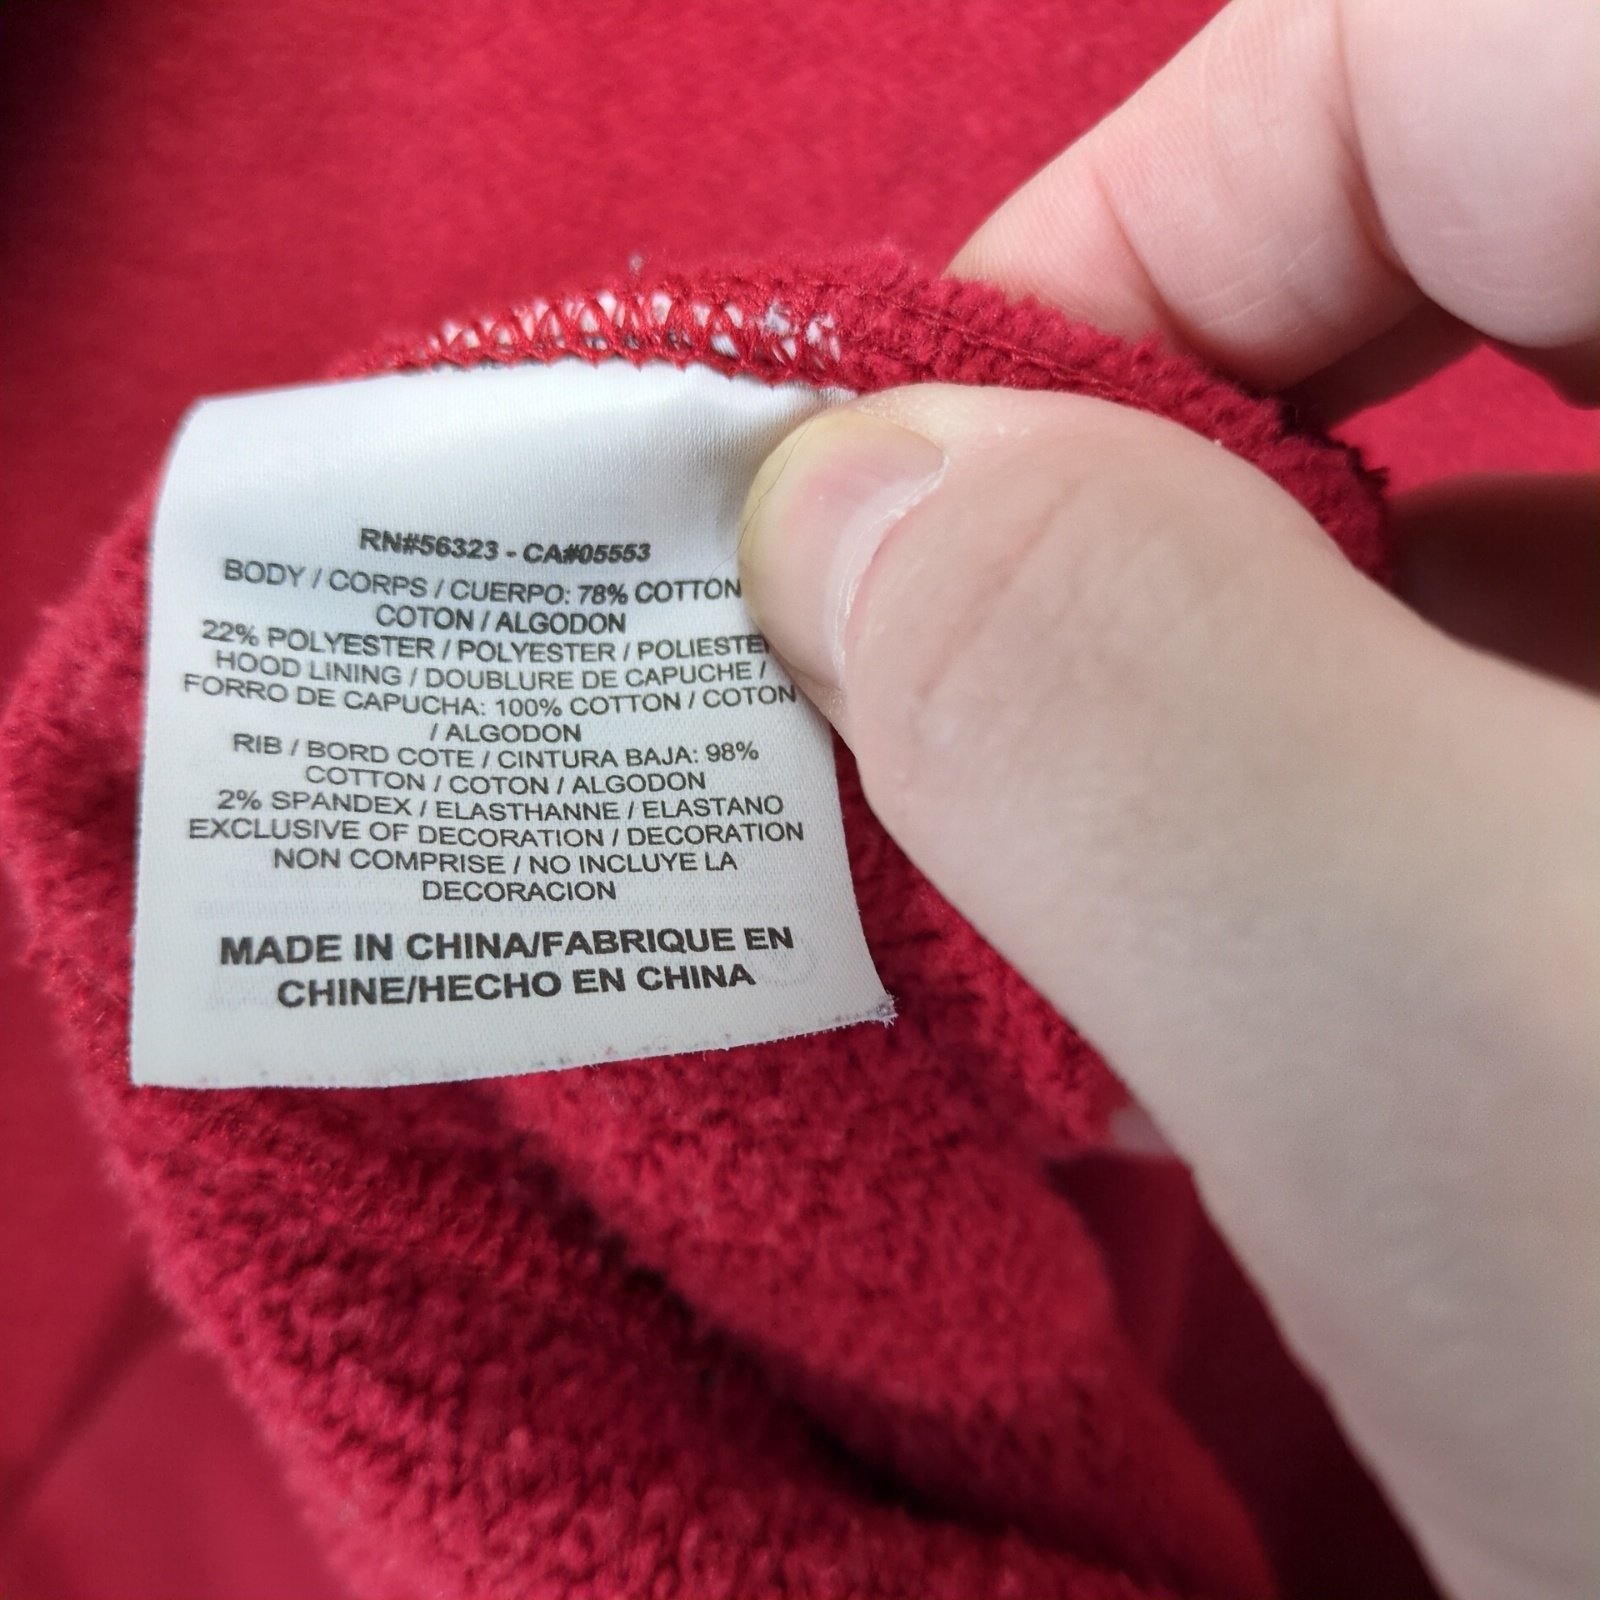 RN#56323 - CA#05553
BODY / CORPS / CUERPO: 78% COTTON
COTON / ALGODON
22% POLYESTER / POLYESTER / POLIESTER
HOOD LINING / DOUBLURE DE CAPUCHE /
FORRO DE CAPUCHA: 100% COTTON / COTON
/ ALGODON
RIB / BORD COTE / CINTURA BAJA: 98%
COTTON / COTON / ALGODON
2% SPANDEX / ELASTHANNE / ELASTANO
EXCLUSIVE OF DECORATION / DECORATION
NON COMPRISE / NO INCLUYE LA
DECORACION
MADE IN CHINA/FABRIQUE EN
CHINE/HECHO EN CHINA